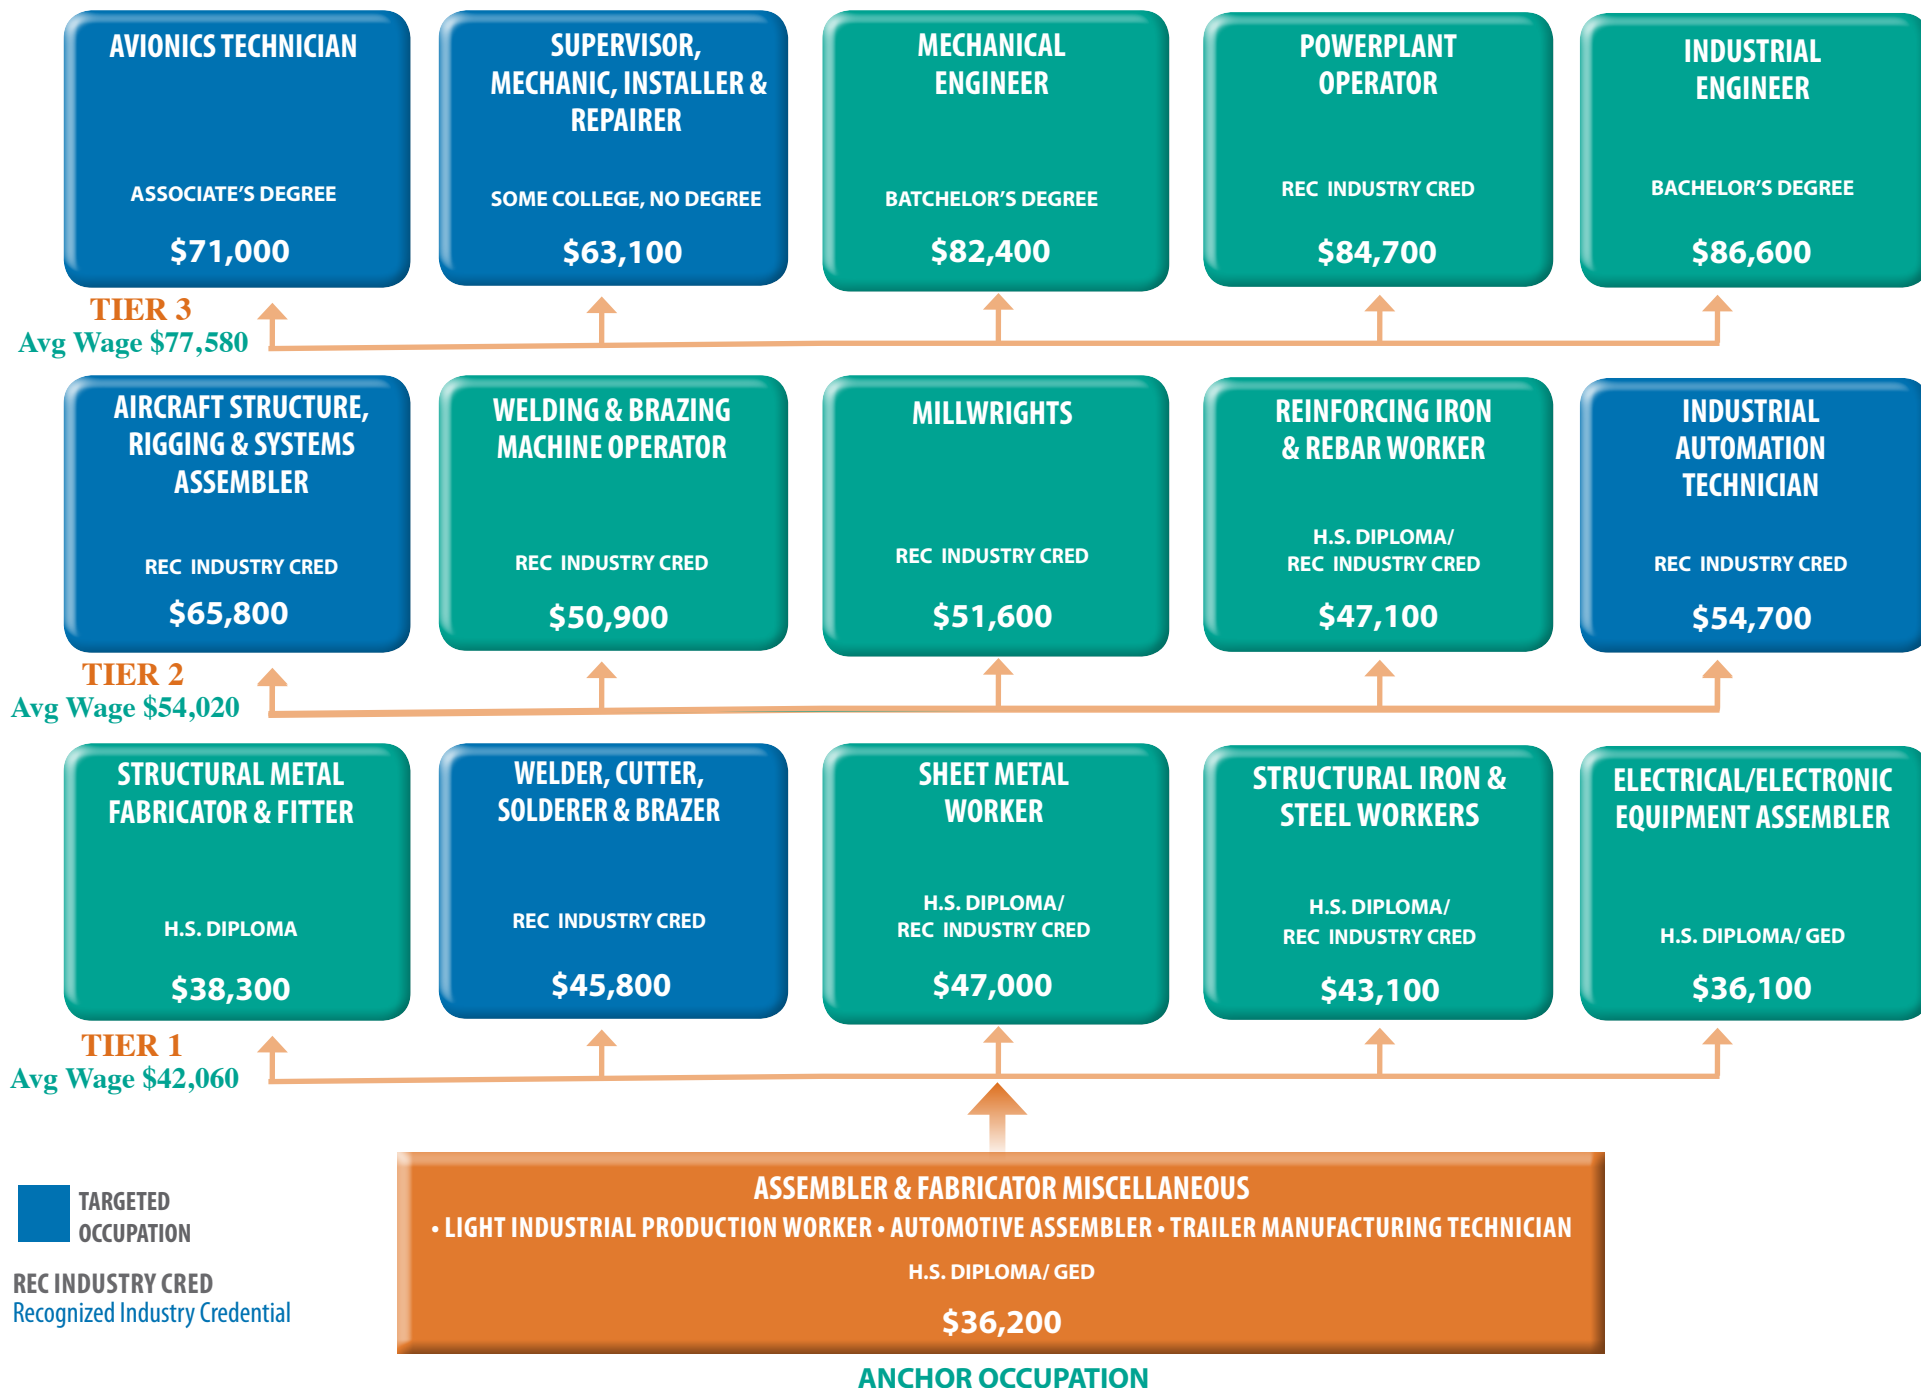 AVIONICS TECHNICIAN
ASSOCIATE'S DEGREE
$71,000
SUPERVISOR,
MECHANIC, INSTALLER &
REPAIRER
SOME COLLEGE, NO DEGREE
$63,100
MECHANICAL
ENGINEER
BATCHELOR'S DEGREE
$82,400
POWERPLANT
OPERATOR
REC INDUSTRY CRED
$84,700
INDUSTRIAL
ENGINEER
BACHELOR'S DEGREE
$86,600
TIER 3
Avg Wage $77,580
AIRCRAFT STRUCTURE,
RIGGING & SYSTEMS
ASSEMBLER
REC INDUSTRY CRED
$65,800
WELDING & BRAZING
MACHINE OPERATOR
REC INDUSTRY CRED
$50,900
MILLWRIGHTS
REC INDUSTRY CRED
$51,600
REINFORCING IRON
& REBAR WORKER
H.S. DIPLOMA/
REC INDUSTRY CRED
$47,100
INDUSTRIAL
AUTOMATION
TECHNICIAN
REC INDUSTRY CRED
$54,700
TIER 2
Avg Wage $54,020
STRUCTURAL METAL
FABRICATOR & FITTER
H.S. DIPLOMA
$38,300
WELDER, CUTTER,
SOLDERER & BRAZER
REC INDUSTRY CRED
$45,800
SHEET METAL
WORKER
H.S. DIPLOMA/
REC INDUSTRY CRED
$47,000
STRUCTURAL IRON &
STEEL WORKERS
H.S. DIPLOMA/
REC INDUSTRY CRED
$43,100
ELECTRICAL/ELECTRONIC
EQUIPMENT ASSEMBLER
H.S. DIPLOMA/ GED
$36,100
TIER 1
Avg Wage $42,060
ASSEMBLER & FABRICATOR MISCELLANEOUS
• LIGHT INDUSTRIAL PRODUCTION WORKER • AUTOMOTIVE ASSEMBLER • TRAILER MANUFACTURING TECHNICIAN
H.S. DIPLOMA/ GED
$36,200
ANCHOR OCCUPATION
TARGETED
OCCUPATION
REC INDUSTRY CRED
Recognized Industry Credential